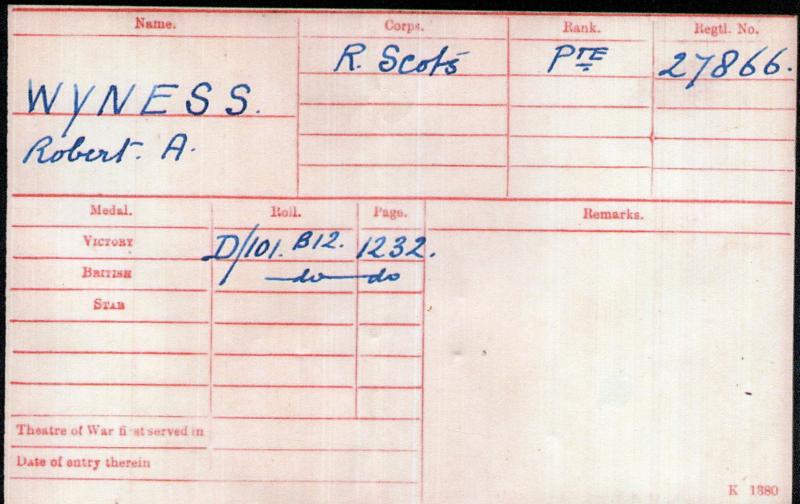 Name. Corps. Rank. Regtl. No.
R. Scots PTE 27866.
WYNESS.
Robert. A.
Medal. Roll. Page. Remarks.
VICTORY D/101. B12. 1232.
BRITISH do do
STAR
Theatre of War first served in
Date of entry therein
K 1380